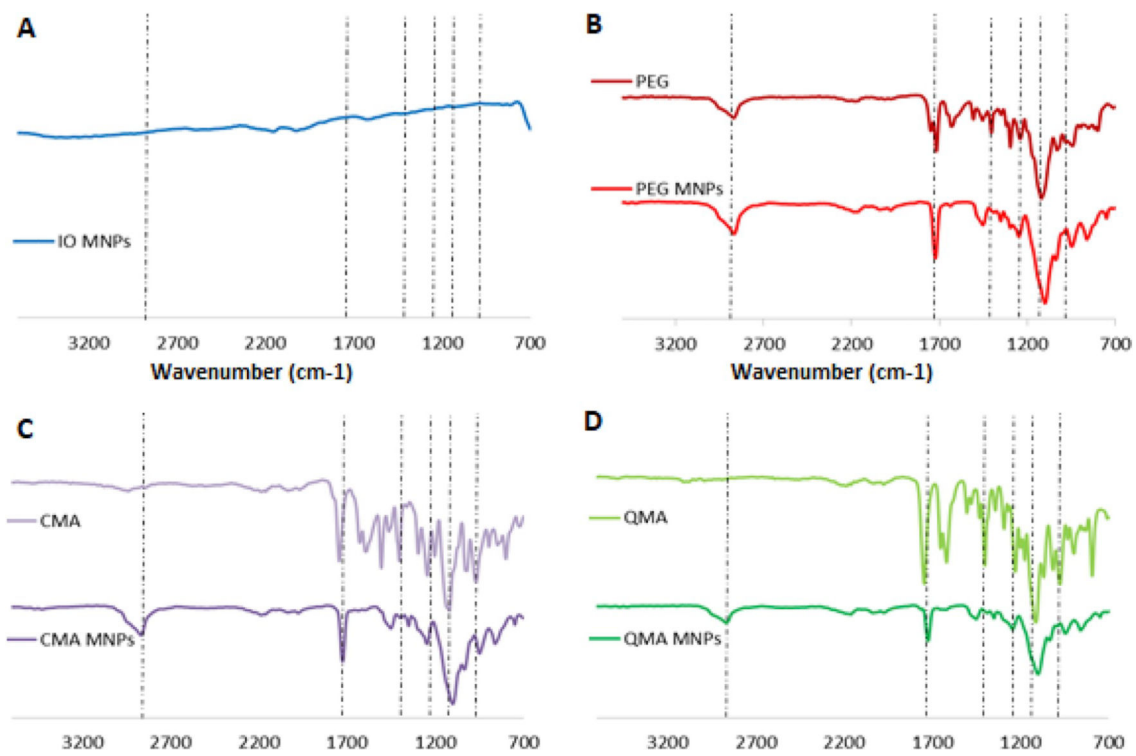 A
IO MNPs
3200 2700 1700 1200 700
Wavenumber (cm-1)
B
PEG
PEG MNPs
3200 2700 2200 1700 1200 700
Wavenumber (cm-1)
C
CMA
CMA MNPs
3200 2700 2200 1700 1200 700
D
QMA
QMA MNPs
3200 2700 2200 1700 1200 700